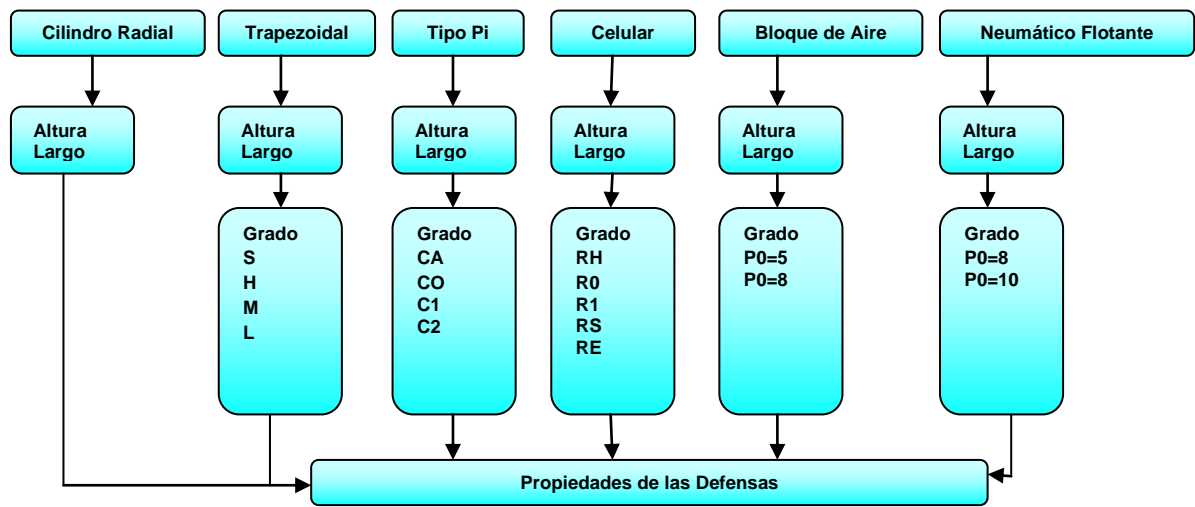 Cilindro Radial
Trapezoidal
Tipo Pi
Celular
Bloque de Aire
Neumático Flotante
Altura
Largo
Altura
Largo
Altura
Largo
Altura
Largo
Altura
Largo
Altura
Largo
Grado
S
H
M
L
Grado
CA
CO
C1
C2
Grado
RH
R0
R1
RS
RE
Grado
P0=5
P0=8
Grado
P0=8
P0=10
Propiedades de las Defensas